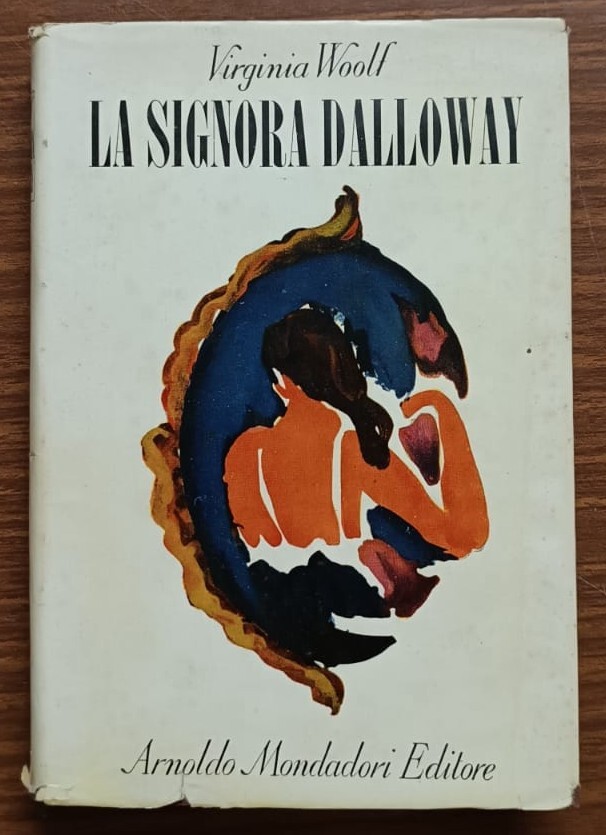 Virginia Woolf
LA SIGNORA DALLOWAY
Arnoldo Mondadori Editore